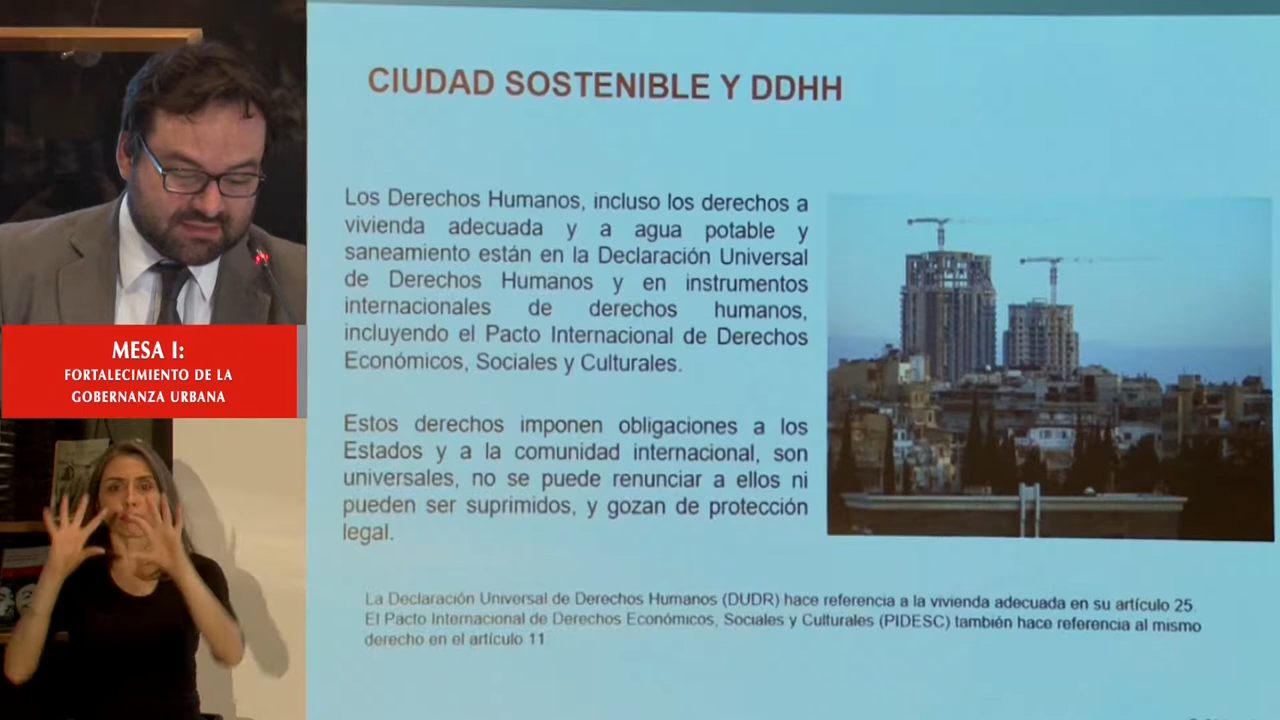 MESA I:
FORTALECIMIENTO DE LA
GOBERNANZA URBANA
CIUDAD SOSTENIBLE Y DDHH
Los Derechos Humanos, incluso los derechos a
vivienda adecuada y a agua potable y
saneamiento están en la Declaración Universal
de Derechos Humanos y en instrumentos
internacionales de derechos humanos,
incluyendo el Pacto Internacional de Derechos
Económicos, Sociales y Culturales.
Estos derechos imponen obligaciones a los
Estados y a la comunidad internacional, son
universales, no se puede renunciar a ellos ni
pueden ser suprimidos, y gozan de protección
legal.
La Declaración Universal de Derechos Humanos (DUDR) hace referencia a la vivienda adecuada en su artículo 25.
El Pacto Internacional de Derechos Económicos, Sociales y Culturales (PIDESC) también hace referencia al mismo
derecho en el artículo 11